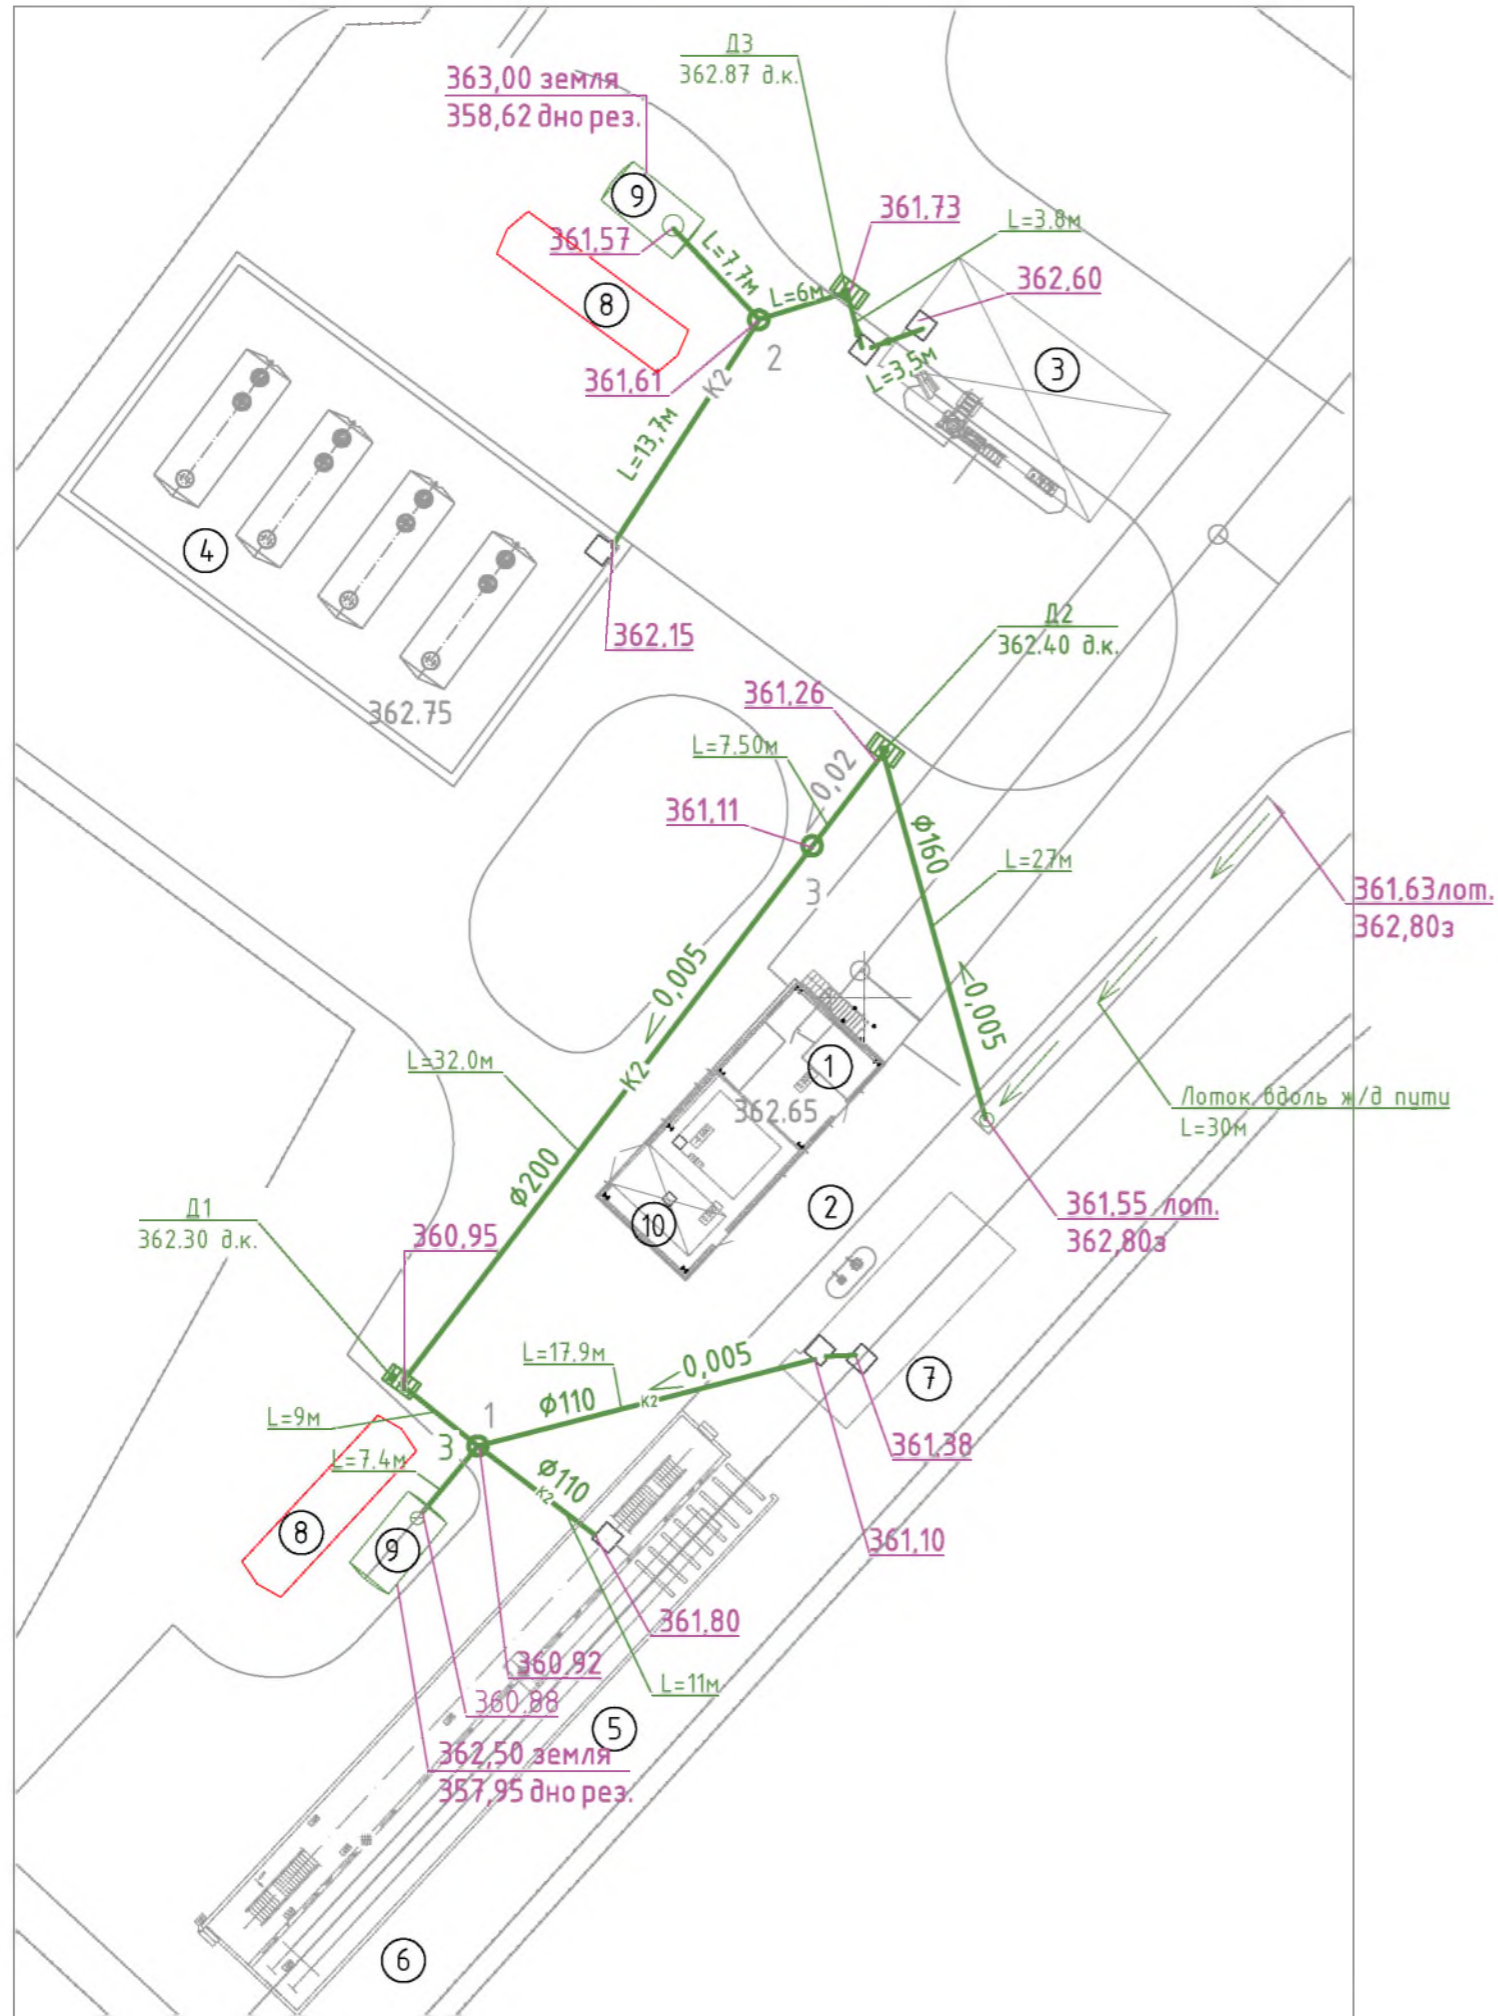 Д3
362.87 д.к.
363,00 земля
358,62 дно рез.
9
361,57
L=7,7м
8
361,73
L=3,8м
L=6м
362,60
3
L=3,5м
2
361,61
К2
L=13,7м
4
362,15
362.75
Д2
362.40 д.к.
361,26
L=7.50м
0,02
361,11
3
Ф160
L=27м
361,63лот.
362,80з
0,005
0,005
L=32.0м
К2
1
362.65
Лоток вдоль ж/д пути
L=30м
Ф200
10
2
361,55 лот.
362,80з
Д1
362.30 д.к.
360,95
L=17.9м
0,005
7
Ф110
К2
361,38
L=9м
1
3
L=7.4м
Ф110
К2
361,10
8
9
361,80
360,92
L=11м
360,88
5
362,50 земля
357,95 дно рез.
6